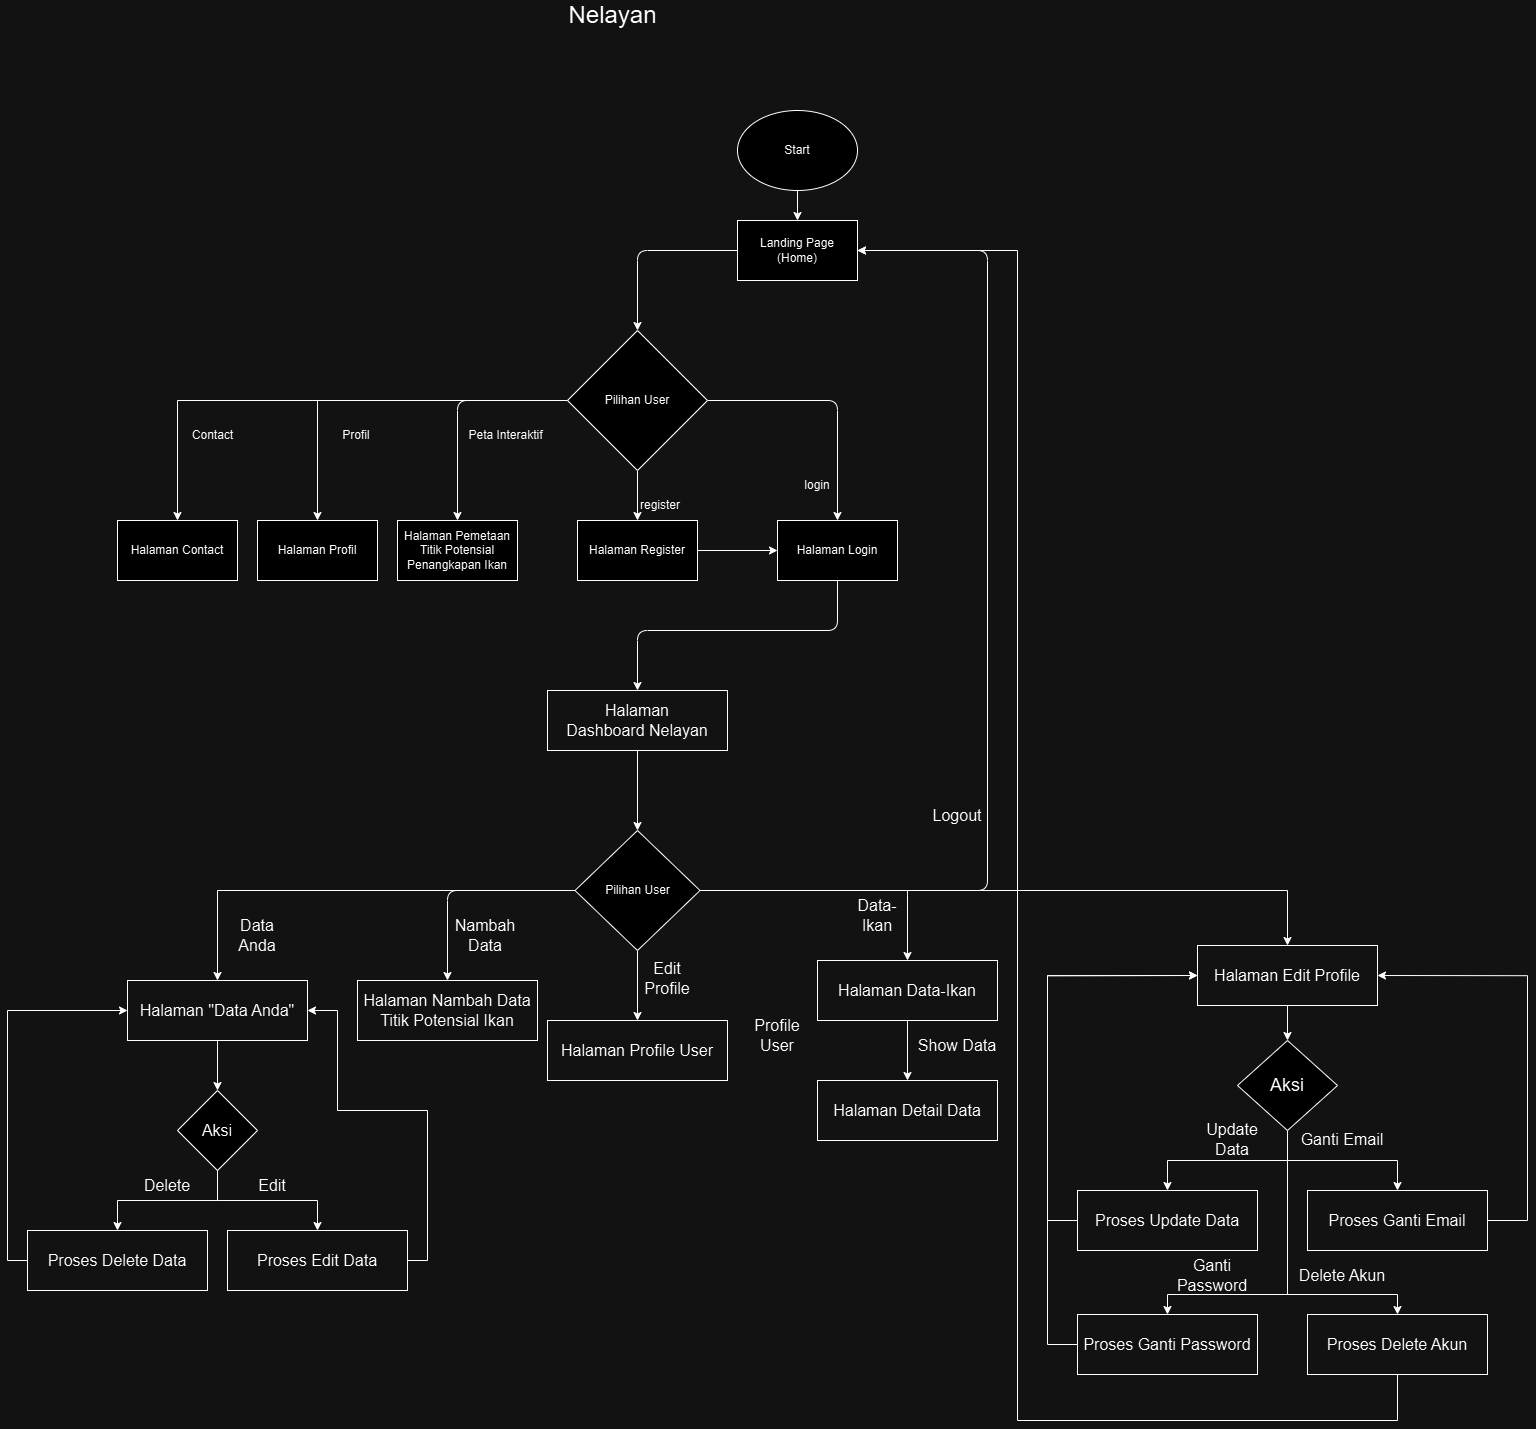 Nelayan
Start
Landing Page
(Home)
Pilihan User
Contact
Profil
Peta Interaktif
login
register
Halaman Contact
Halaman Profil
Halaman Pemetaan
Titik Potensial
Penangkapan Ikan
Halaman Register
Halaman Login
Halaman
Dashboard Nelayan
Logout
Pilihan User
Data
Anda
Nambah
Data
Edit
Profile
Data-
Ikan
Halaman "Data Anda"
Halaman Nambah Data
Titik Potensial Ikan
Halaman Profile User
Profile
User
Halaman Data-Ikan
Show Data
Halaman Detail Data
Halaman Edit Profile
Aksi
Delete
Edit
Proses Delete Data
Proses Edit Data
Aksi
Update
Data
Ganti Email
Proses Update Data
Proses Ganti Email
Ganti
Password
Delete Akun
Proses Ganti Password
Proses Delete Akun